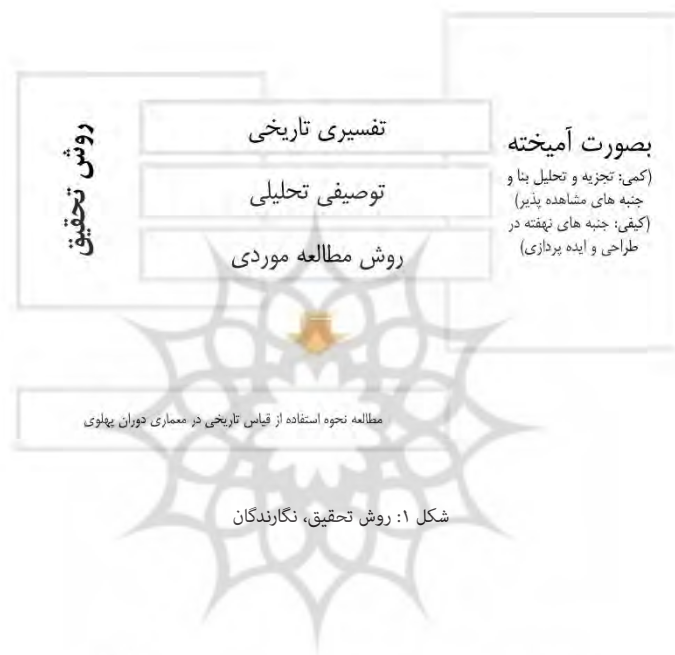 روش تحقیق
تفسیری تاریخی
توصیفی تحلیلی
روش مطالعه موردی
بصورت آمیخته
(کمی: تجزیه و تحلیل بنا و
جنبه های مشاهده پذیر)
(کیفی: جنبه های نهفته در
طراحی و ایده پردازی)
مطالعه نحوه استفاده از قیاس تاریخی در معماری دوران پهلوی
شکل ۱: روش تحقیق، نگارندگان